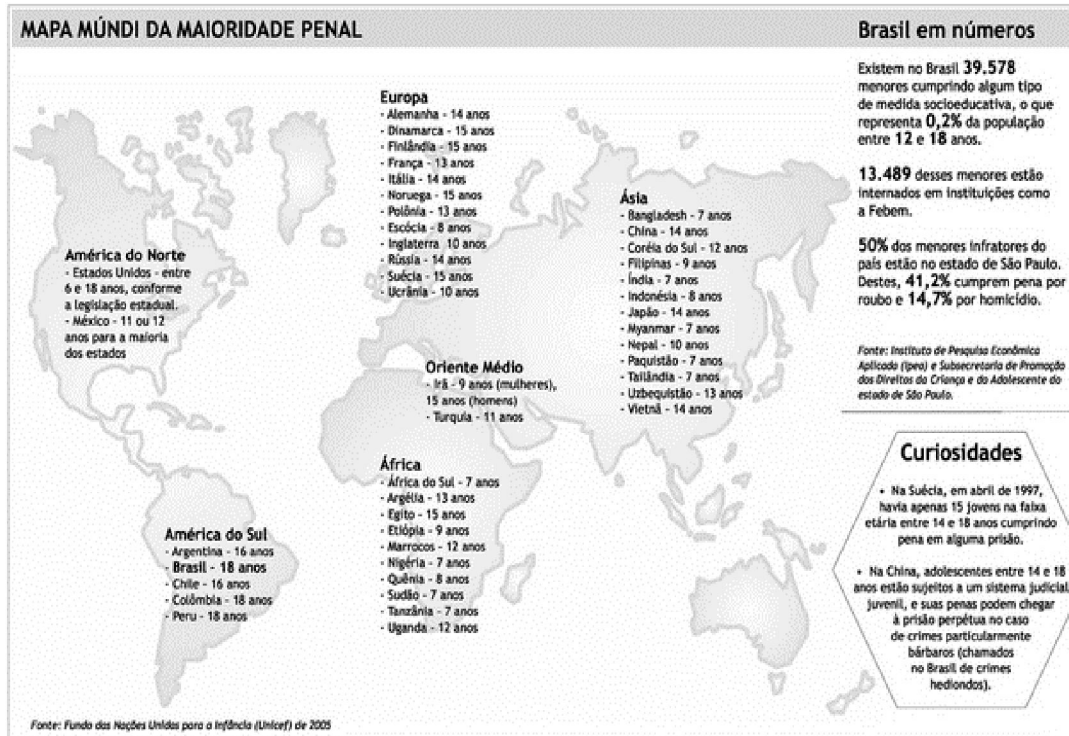 MAPA MÚNDI DA MAIORIDADE PENAL
América do Norte
- Estados Unidos - entre
6 e 18 anos, conforme
a legislação estadual.
- México - 11 ou 12
anos para a maioria
dos estados
América do Sul
- Argentina - 16 anos
- Brasil - 18 anos
- Chile - 16 anos
- Colômbia - 18 anos
- Peru - 18 anos
Europa
- Alemanha - 14 anos
- Dinamarca - 15 anos
- Finlândia - 15 anos
- França - 13 anos
- Itália - 14 anos
- Noruega - 15 anos
- Polônia - 13 anos
- Escócia - 8 anos
- Inglaterra 10 anos
- Rússia - 14 anos
- Suécia - 15 anos
- Ucrânia - 10 anos
Oriente Médio
- Irã - 9 anos (mulheres),
15 anos (homens)
- Turquia - 11 anos
África
- África do Sul - 7 anos
- Argélia - 13 anos
- Egito - 15 anos
- Etiópia - 9 anos
- Marrocos - 12 anos
- Nigéria - 7 anos
- Quênia - 8 anos
- Sudão - 7 anos
- Tanzânia - 7 anos
- Uganda - 12 anos
Ásia
- Bangladesh - 7 anos
- China - 14 anos
- Coréia do Sul - 12 anos
- Filipinas - 9 anos
- Índia - 7 anos
- Indonésia - 8 anos
- Japão - 14 anos
- Myanmar - 7 anos
- Nepal - 10 anos
- Paquistão - 7 anos
- Tailândia - 7 anos
- Uzbequistão - 13 anos
- Vietnã - 14 anos
Fonte: Fundo das Nações Unidas para a Infância (Unicef) de 2005
Brasil em números
Existem no Brasil 39.578
menores cumprindo algum tipo
de medida socioeducativa, o que
representa 0,2% da população
entre 12 e 18 anos.
13.489 desses menores estão
internados em instituições como
a Febem.
50% dos menores infratores do
país estão no estado de São Paulo.
Destes, 41,2% cumprem pena por
roubo e 14,7% por homicídio.
Fonte: Instituto de Pesquisa Econômica
Aplicada (Ipea) e Subsecretaria de Promoção
dos Direitos da Criança e do Adolescente do
estado de São Paulo.
Curiosidades
• Na Suécia, em abril de 1997,
havia apenas 15 jovens na faixa
etária entre 14 e 18 anos cumprindo
pena em alguma prisão.
• Na China, adolescentes entre 14 e 18
anos estão sujeitos a um sistema judicial
juvenil, e suas penas podem chegar
à prisão perpétua no caso
de crimes particularmente
bárbaros (chamados
no Brasil de crimes
hediondos).